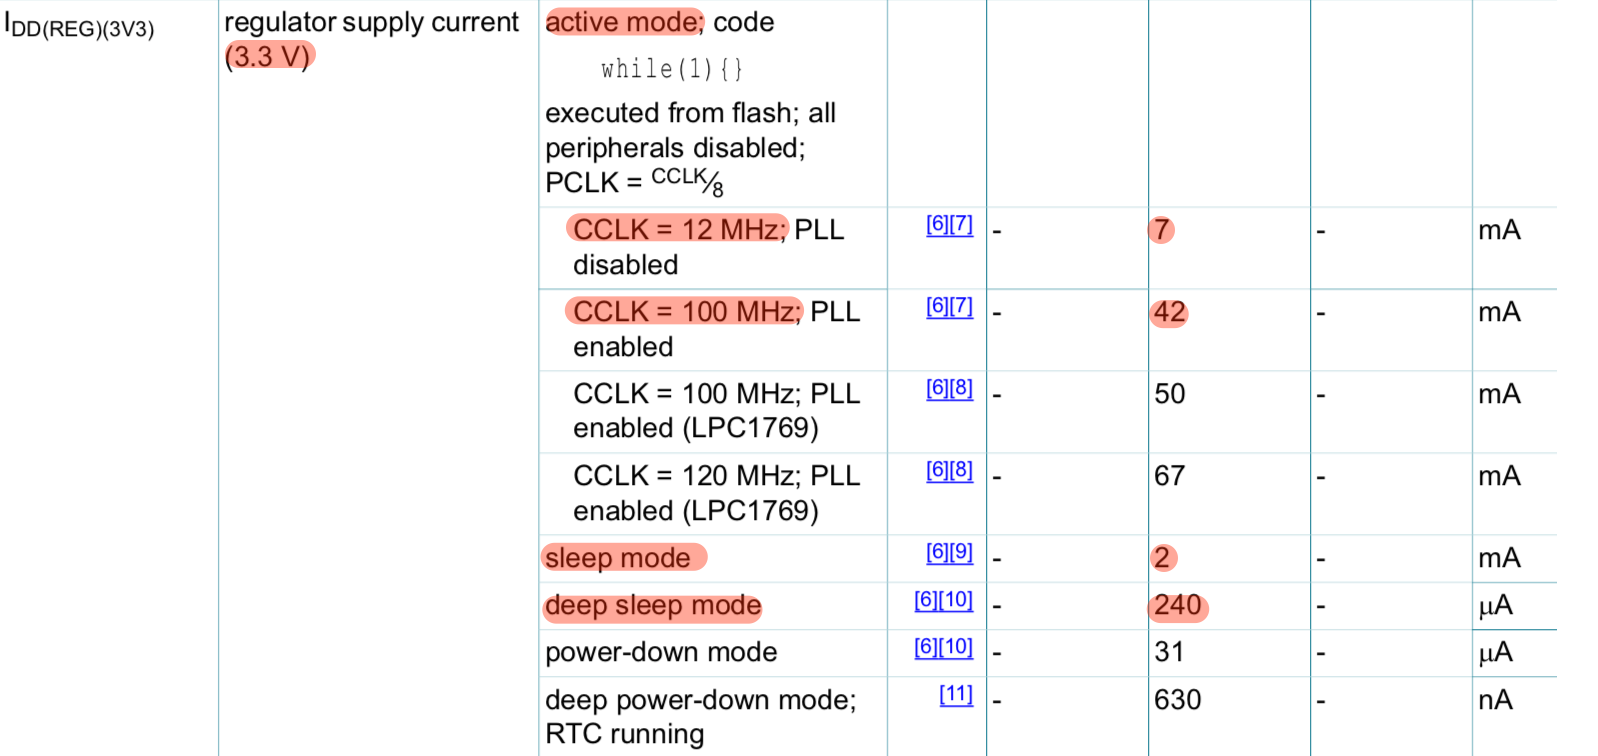 IDD(REG)(3V3) regulator supply current active mode; code
(3.3 V)
while(1){}
executed from flash; all
peripherals disabled;
PCLK = CCLK⁄8
CCLK = 12 MHz; PLL [6][7] - 7 - mA
disabled
CCLK = 100 MHz; PLL [6][7] - 42 - mA
enabled
CCLK = 100 MHz; PLL [6][8] - 50 - mA
enabled (LPC1769)
CCLK = 120 MHz; PLL [6][8] - 67 - mA
enabled (LPC1769)
sleep mode [6][9] - 2 - mA
deep sleep mode [6][10] - 240 - μA
power-down mode [6][10] - 31 - μA
deep power-down mode; [11] - 630 - nA
RTC running